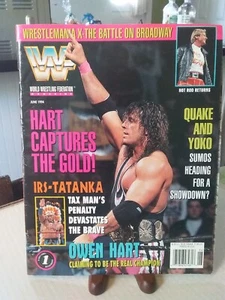 WRESTLEMANIA X-THE BATTLE ON BROADWAY
WF
WORLD WRESTLING FEDERATION
JUNE 1994
HOT ROD RETURNS
HART
CAPTURES
THE GOLD!
QUAKE
AND
YOKO
SUMOS
HEADING
FOR A
SHOWDOWN?
IRS-TATANKA
TAX MAN'S
PENALTY
DEVASTATES
THE BRAVE
1
OWEN HART
CLAIMING TO BE THE REAL CHAMPION